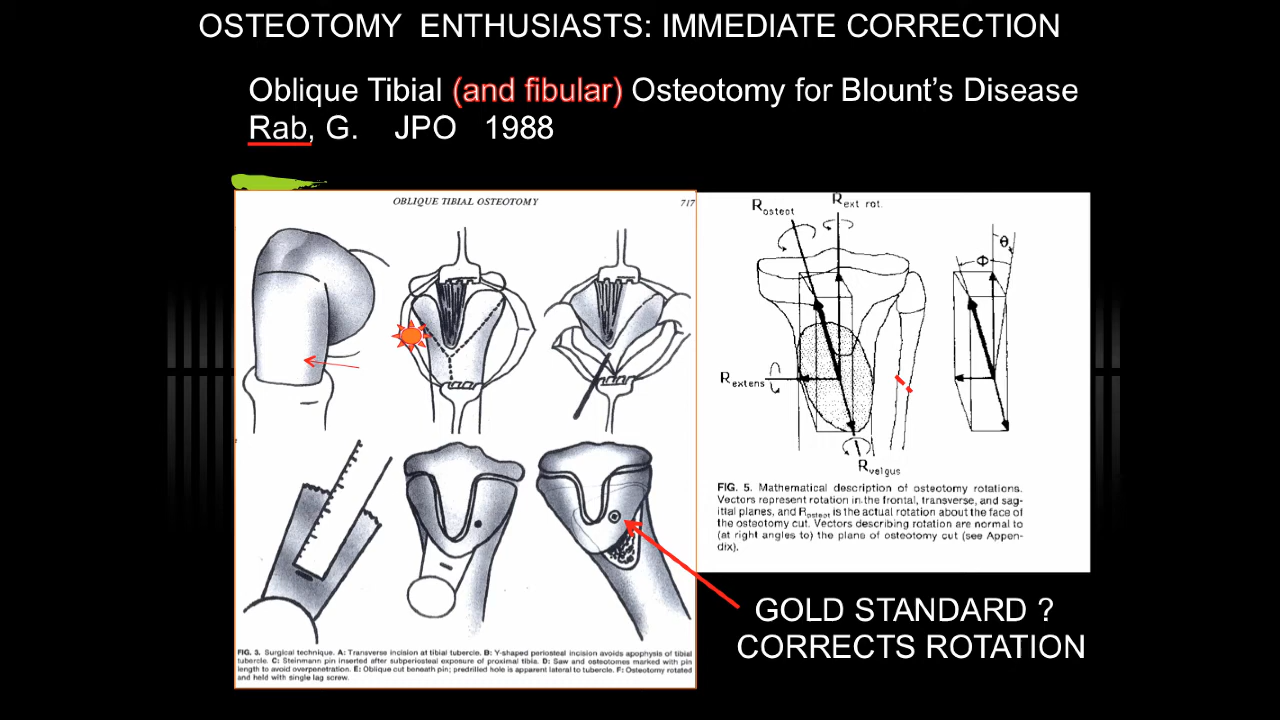 OSTEOTOMY ENTHUSIASTS: IMMEDIATE CORRECTION
Oblique Tibial (and fibular) Osteotomy for Blount's Disease
Rab, G. JPO 1988
OBLIQUE TIBIAL OSTEOTOMY 717
FIG. 3. Surgical technique. A: Transverse incision at tibial tubercle. B: Y-shaped periosteal incision avoids apophysis of tibial
tubercle. C: Steinmann pin inserted after subperiosteal exposure of proximal tibia. D: Saw and osteotomes marked with pin
length to avoid overpenetration. E: Oblique cut beneath pin; predrilled hole is apparent lateral to tubercle. F: Osteotomy rotated
and held with single lag screw.
Rosteot
Rext rot.
θ
Φ
Rextens
Rvalgus
FIG. 5. Mathematical description of osteotomy rotations.
Vectors represent rotation in the frontal, transverse, and sag-
ittal planes, and Rosteot is the actual rotation about the face of
the osteotomy cut. Vectors describing rotation are normal to
(at right angles to) the plane of osteotomy cut (see Appen-
dix).
GOLD STANDARD ?
CORRECTS ROTATION